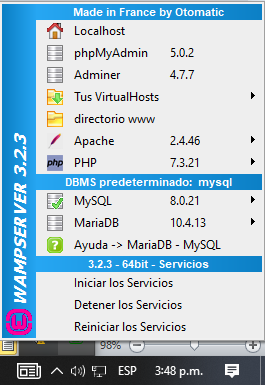 Made in France by Otomatic
Localhost
phpMyAdmin 5.0.2
Adminer 4.7.7
Tus VirtualHosts
directorio www
Apache 2.4.46
php PHP 7.3.21
DBMS predeterminado: mysql
MySQL 8.0.21
MariaDB 10.4.13
Ayuda -> MariaDB - MySQL
3.2.3 - 64bit - Servicios
Iniciar los Servicios
Detener los Servicios
Reiniciar los Servicios
WAMPSERVER 3.2.3
98%
ESP 3:48 p.m.